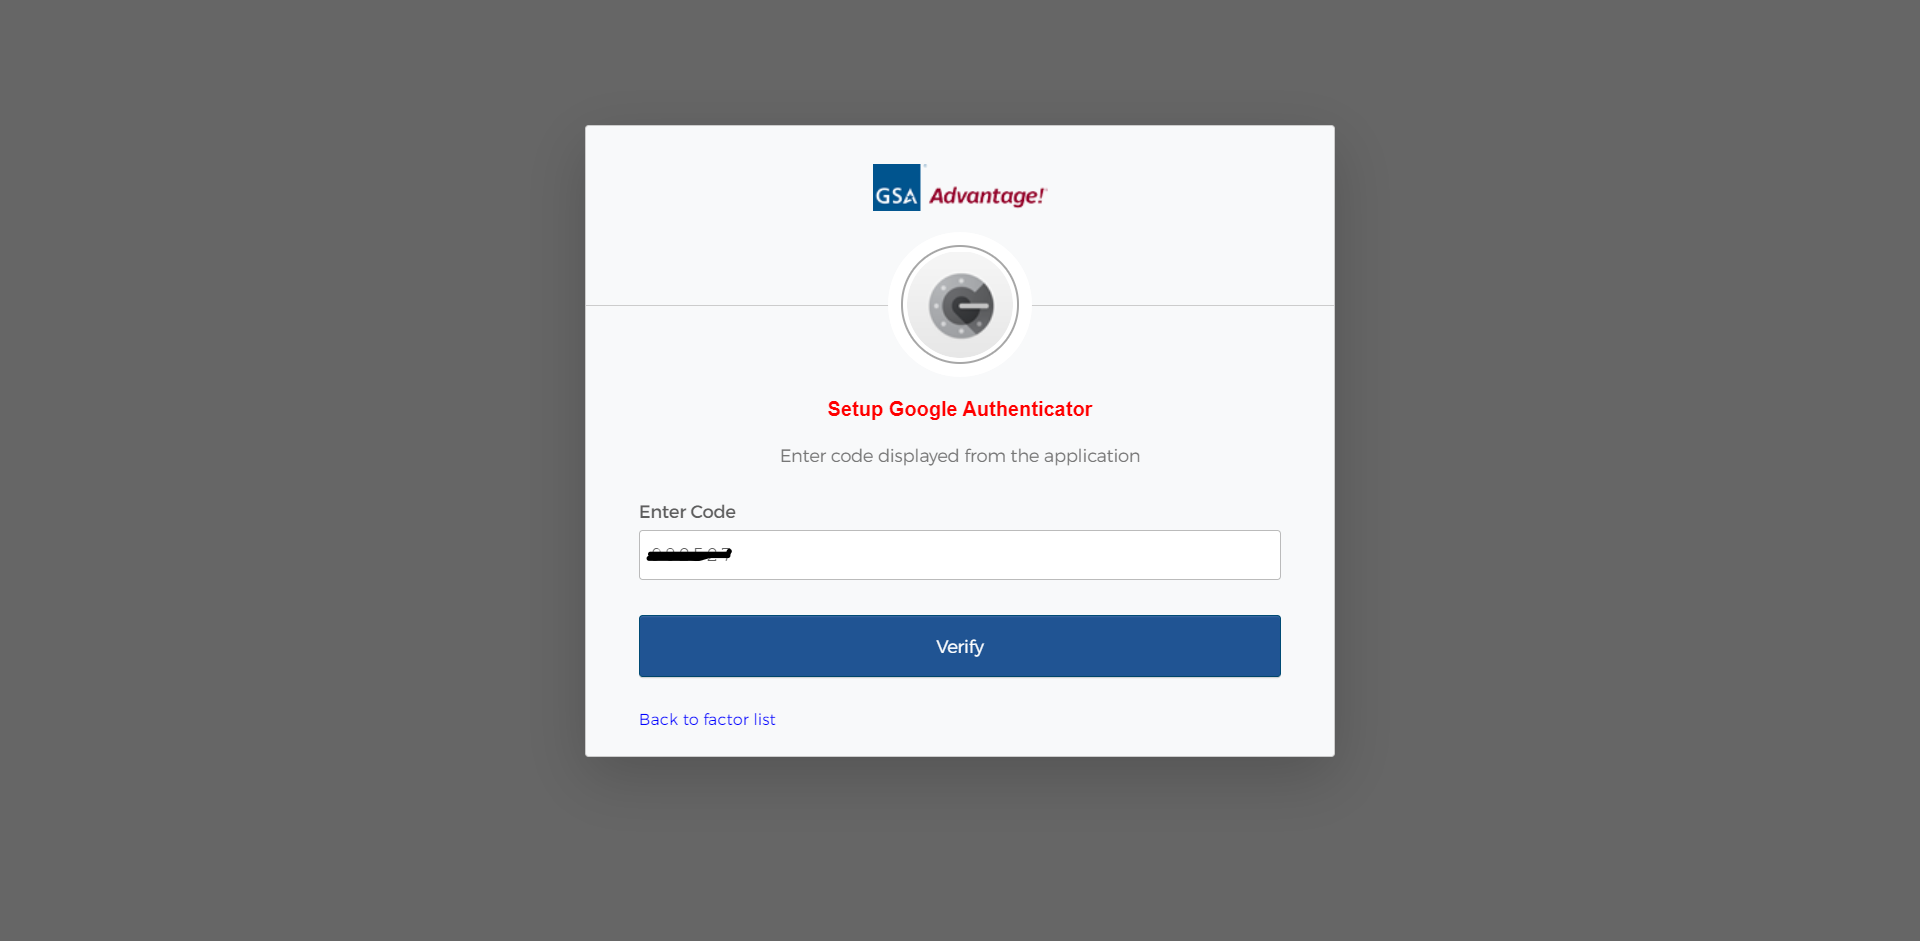 GSA Advantage!
Setup Google Authenticator
Enter code displayed from the application
Enter Code
Verify
Back to factor list